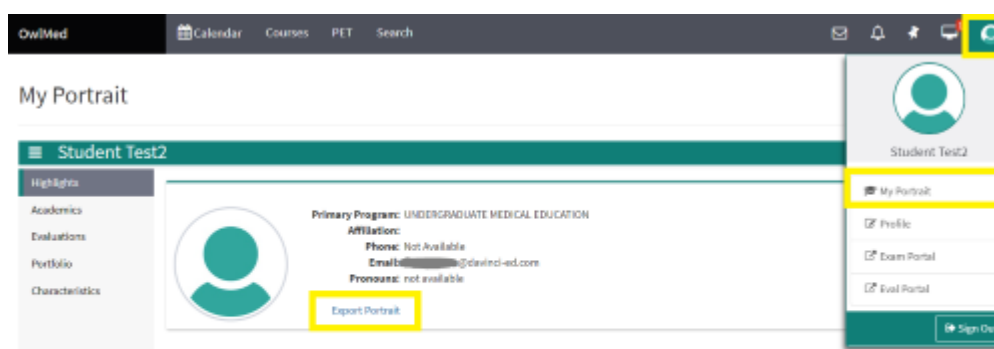 OwlMed Calendar Courses PET Search
My Portrait
Student Test2
Highlights
Academics
Evaluations
Portfolio
Characteristics
Primary Program: UNDERGRADUATE MEDICAL EDUCATION
Affiliation:
Phone: Not Available
Email: @davinci-ed.com
Pronouns: not available
Export Portrait
Student Test2
My Portrait
Profile
Exam Portal
Eval Portal
Sign Ou